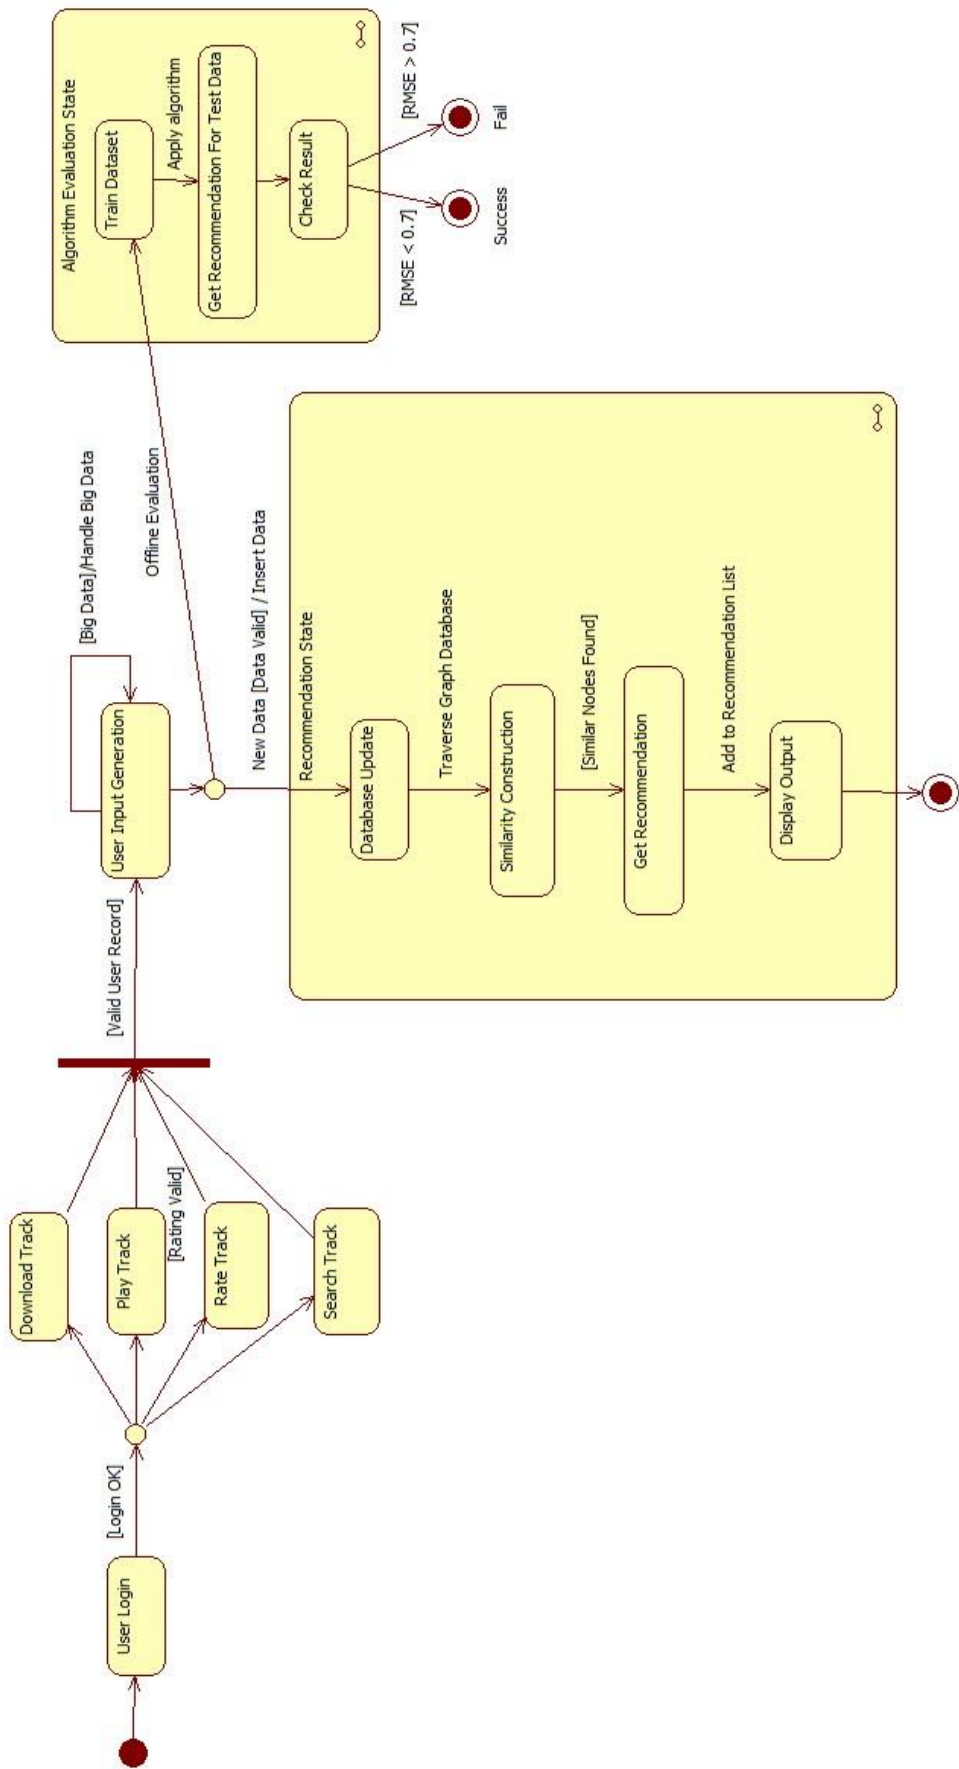 User Login
[Login OK]
Download Track
Play Track
[Rating Valid]
Rate Track
Search Track
[Valid User Record]
User Input Generation
[Big Data]/Handle Big Data
Offline Evaluation
New Data [Data Valid] / Insert Data
Recommendation State
Database Update
Traverse Graph Database
Similarity Construction
[Similar Nodes Found]
Get Recommendation
Add to Recommendation List
Display Output
Algorithm Evaluation State
Train Dataset
Apply algorithm
Get Recommendation For Test Data
Check Result
[RMSE < 0.7]
[RMSE > 0.7]
Success
Fail